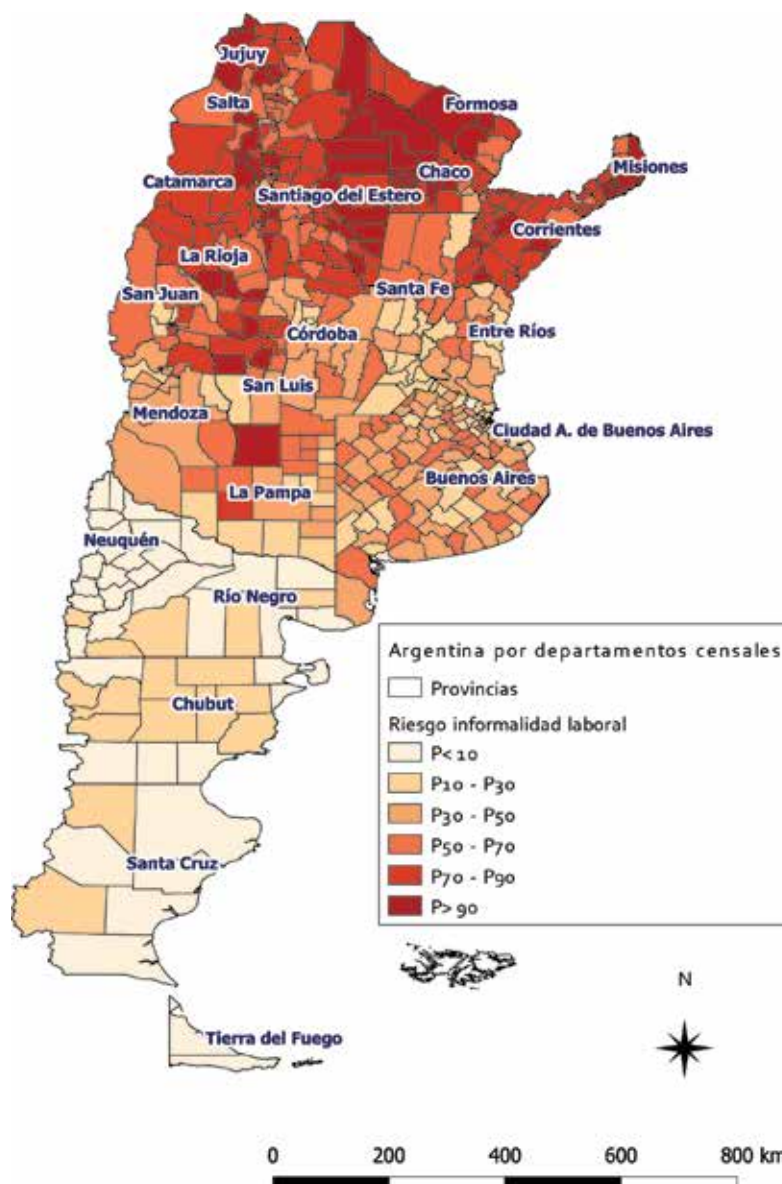 Jujuy
Salta
Formosa
Chaco
Misiones
Catamarca
Santiago del Estero
Corrientes
La Rioja
San Juan
Santa Fe
Córdoba
Entre Ríos
San Luis
Mendoza
Ciudad A. de Buenos Aires
Buenos Aires
La Pampa
Neuquén
Río Negro
Chubut
Santa Cruz
Tierra del Fuego
Argentina por departamentos censales
Provincias
Riesgo informalidad laboral
P< 10
P10 - P30
P30 - P50
P50 - P70
P70 - P90
P> 90
N
0 200 400 600 800 km